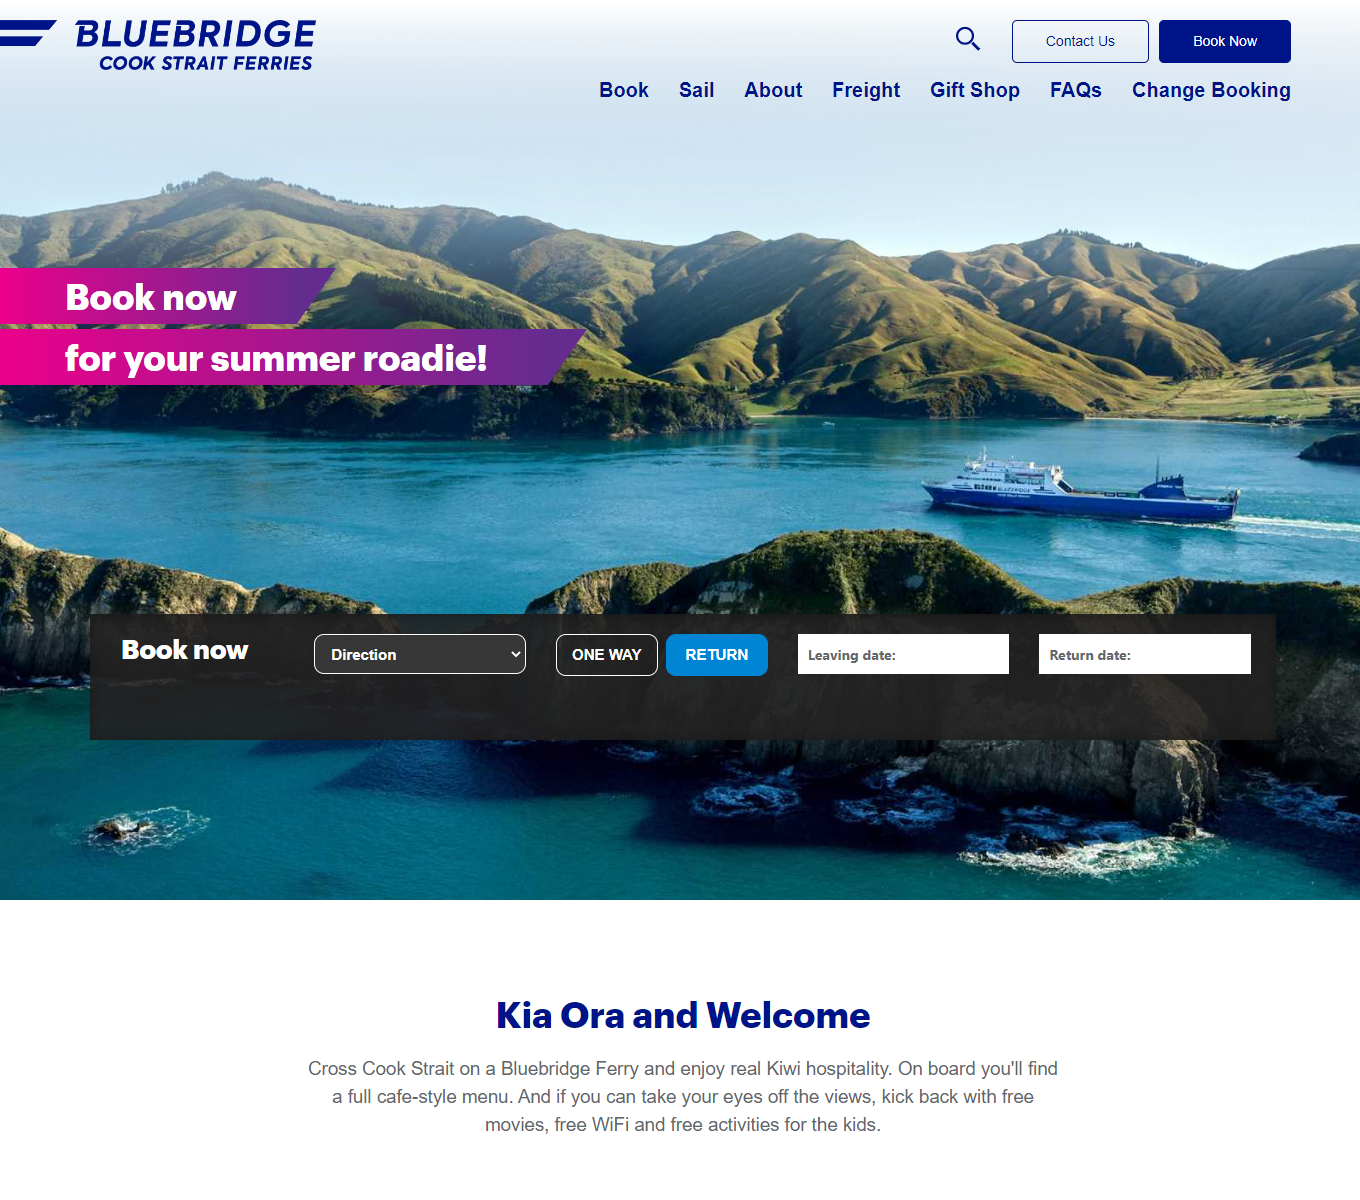 BLUEBRIDGE
COOK STRAIT FERRIES
Contact Us
Book Now
Book
Sail
About
Freight
Gift Shop
FAQs
Change Booking
Book now
for your summer roadie!
BLUEBRIDGE
Book now
Direction
ONE WAY
RETURN
Leaving date:
Return date:
Kia Ora and Welcome
Cross Cook Strait on a Bluebridge Ferry and enjoy real Kiwi hospitality. On board you'll find
a full cafe-style menu. And if you can take your eyes off the views, kick back with free
movies, free WiFi and free activities for the kids.